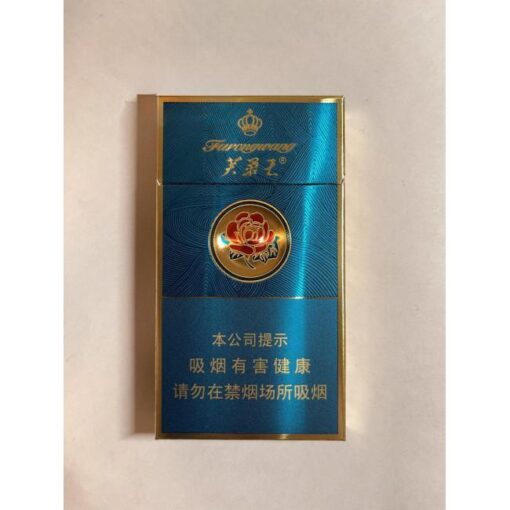 Furongwang
芙蓉王®
本公司提示
吸烟有害健康
请勿在禁烟场所吸烟